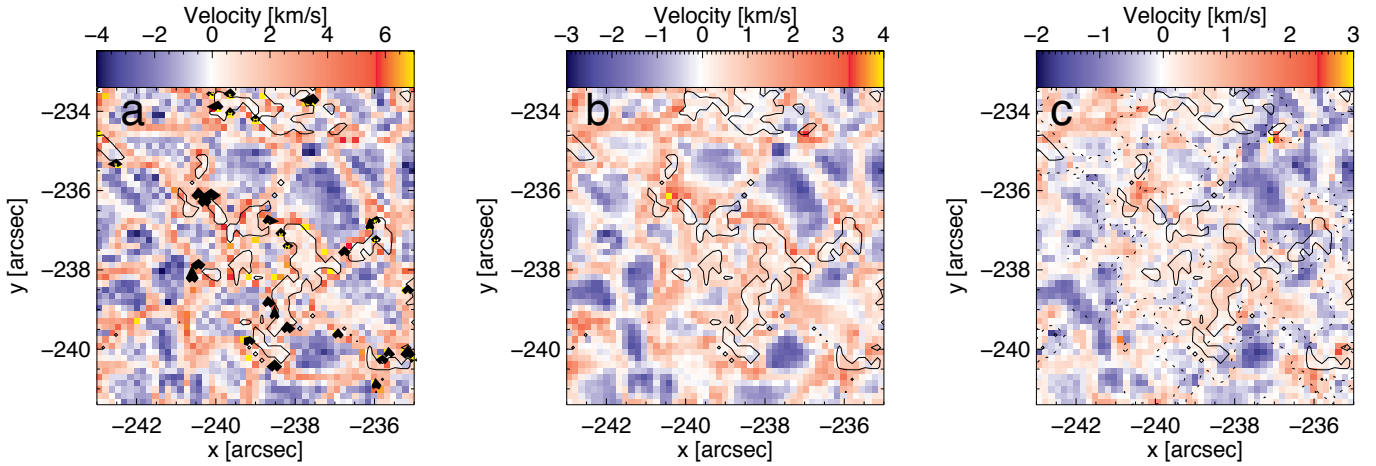 Velocity [km/s] Velocity [km/s] Velocity [km/s]
−4 −2 0 2 4 6 −3 −2 −1 0 1 2 3 4 −2 −1 0 1 2 3
a b c
−234 −234 −234
−236 −236 −236
−238 −238 −238
−240 −240 −240
y [arcsec] y [arcsec] y [arcsec]
−242 −240 −238 −236 −242 −240 −238 −236 −242 −240 −238 −236
x [arcsec] x [arcsec] x [arcsec]